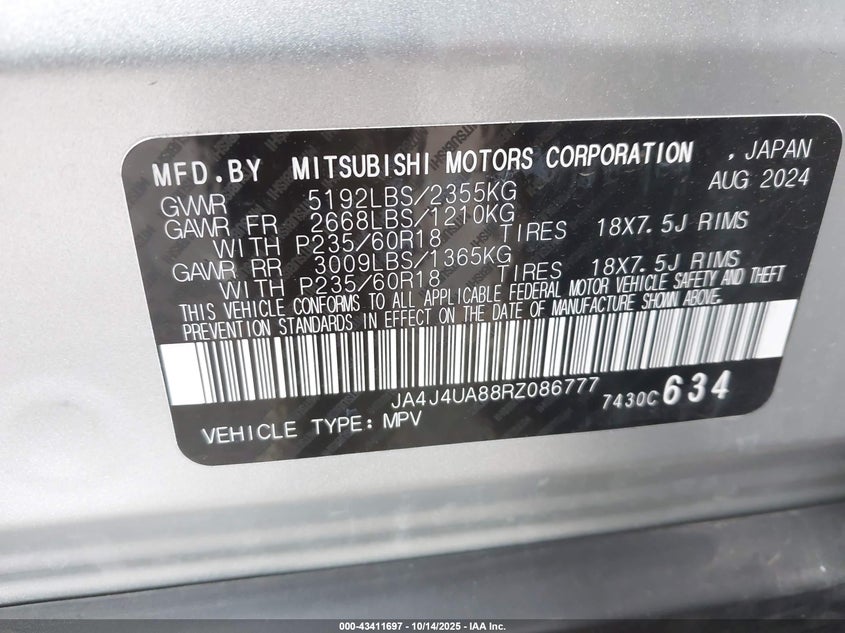 MFD.BY MITSUBISHI MOTORS CORPORATION , JAPAN
GVWR 5192LBS/2355KG AUG 2024
GAWR FR 2668LBS/1210KG
WITH P235/60R18 TIRES 18X7.5J RIMS
GAWR RR 3009LBS/1365KG
WITH P235/60R18 TIRES 18X7.5J RIMS
THIS VEHICLE CONFORMS TO ALL APPLICABLE FEDERAL MOTOR VEHICLE SAFETY AND THEFT
PREVENTION STANDARDS IN EFFECT ON THE DATE OF MANUFACTURE SHOWN ABOVE.
JA4J4UA88RZ086777 7430C 634
VEHICLE TYPE: MPV
000-43411697 - 10/14/2025 - IAA Inc.